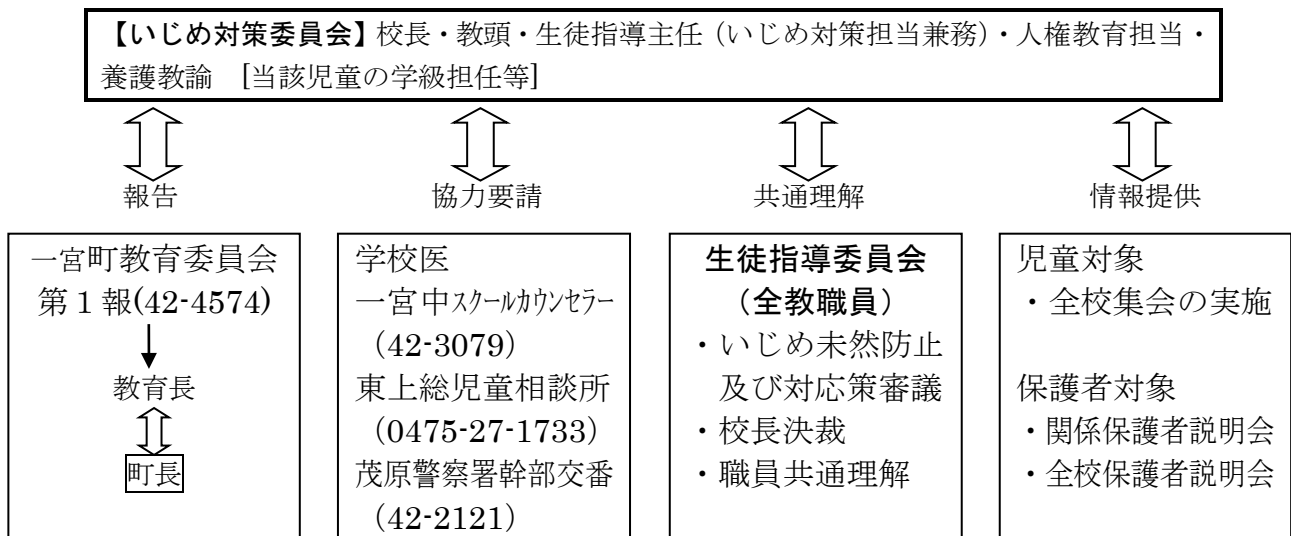 【いじめ対策委員会】校長・教頭・生徒指導主任（いじめ対策担当兼務）・人権教育担当・
養護教諭　[当該児童の学級担任等]
報告
協力要請
共通理解
情報提供
一宮町教育委員会
第１報(42-4574)
教育長
町長
学校医
一宮中ｽｸｰﾙｶｳﾝｾﾗｰ
（42-3079）
東上総児童相談所
（0475-27-1733）
茂原警察署幹部交番
（42-2121）
生徒指導委員会
（全教職員）
・いじめ未然防止
及び対応策審議
・校長決裁
・職員共通理解
児童対象
・全校集会の実施
保護者対象
・関係保護者説明会
・全校保護者説明会